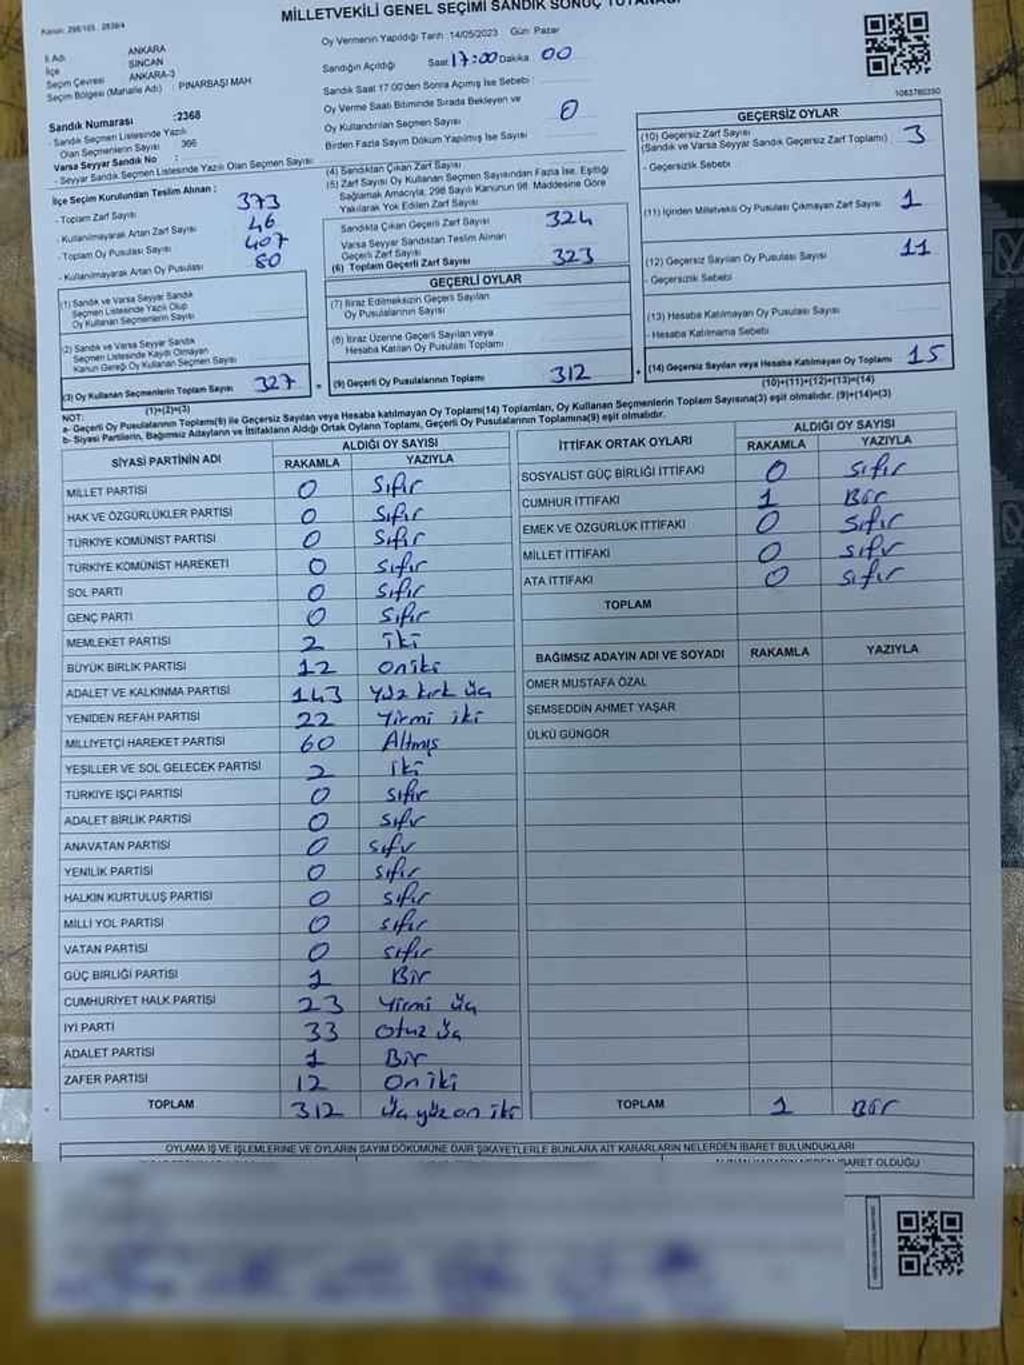 Kanun: 298/105 2839/4
MİLLETVEKİLİ GENEL SEÇİMİ SANDIK SONUÇ TUTANAĞI
İl Adı ANKARA
İlçe SİNCAN
Seçim Çevresi ANKARA-3
Seçim Bölgesi (Mahalle Adı) : PINARBAŞI MAH
Sandık Numarası :2368
- Sandık Seçmen Listesinde Yazılı
Olan Seçmenlerin Sayısı
Varsa Seyyar Sandık No :
- Seyyar Sandık Seçmen Listesinde Yazılı Olan Seçmen Sayısı
Oy Vermenin Yapıldığı Tarih :14/05/2023 Gün: Pazar
Sandığın Açıldığı Saat 17:00 Dakika 00
Sandık Saat 17.00'den Sonra Açımış İse Sebebi :
Oy Verme Saati Bitiminde Sırada Bekleyen ve
Oy Kullandırılan Seçmen Sayısı 0
Birden Fazla Sayım Döküm Yapılmış İse Sayısı
1083780390
İlçe Seçim Kurulundan Teslim Alınan :
- Toplam Zarf Sayısı 373
- Kullanılmayarak Artan Zarf Sayısı 46
- Toplam Oy Pusulası Sayısı 407
- Kullanılmayarak Artan Oy Pusulası 80
(1) Sandık ve Varsa Seyyar Sandık
Seçmen Listesinde Yazılı Olup
Oy Kullanan Seçmenlerin Sayısı
(2) Sandık ve Varsa Seyyar Sandık
Seçmen Listesinde Kaydı Olmayan
Kanun Gereği Oy Kullanan Seçmen Sayısı
(3) Oy Kullanan Seçmenlerin Toplam Sayısı 327
(1)+(2)=(3)
(4) Sandıktan Çıkan Zarf Sayısı
(5) Zarf Sayısı Oy Kullanan Seçmen Sayısından Fazla İse, Eşitliği
Sağlamak Amacıyla; 298 Sayılı Kanunun 98. Maddesine Göre
Yakılarak Yok Edilen Zarf Sayısı
Sandıkta Çıkan Geçerli Zarf Sayısı 324
Varsa Seyyar Sandıktan Teslim Alınan
Geçerli Zarf Sayısı
(6) Toplam Geçerli Zarf Sayısı 323
GEÇERLİ OYLAR
(7) İtiraz Edilmeksizin Geçerli Sayılan
Oy Pusulalarının Sayısı
(8) İtiraz Üzerine Geçerli Sayılan veya
Hesaba Katılan Oy Pusulası Toplamı
(9) Geçerli Oy Pusulalarının Toplamı 312
GEÇERSİZ OYLAR
(10) Geçersiz Zarf Sayısı
(Sandık ve Varsa Seyyar Sandık Geçersiz Zarf Toplamı) 3
- Geçersizlik Sebebi
(11) İçinden Milletvekili Oy Pusulası Çıkmayan Zarf Sayısı 1
(12) Geçersiz Sayılan Oy Pusulası Sayısı 11
- Geçersizlik Sebebi
(13) Hesaba Katılmayan Oy Pusulası Sayısı
- Hesaba Katılmama Sebebi
(14) Geçersiz Sayılan veya Hesaba Katılmayan Oy Toplamı 15
(10)+(11)+(12)+(13)=(14)
NOT:
a- Geçerli Oy Pusulalarının Toplamı(9) ile Geçersiz Sayılan veya Hesaba katılmayan Oy Toplamı(14) Toplamları, Oy Kullanan Seçmenlerin Toplam Sayısına(3) eşit olmalıdır. (9)+(14)=(3)
b- Siyasi Partilerin, Bağımsız Adayların ve İttifakların Aldığı Ortak Oyların Toplamı, Geçerli Oy Pusulalarının Toplamına(9) eşit olmalıdır.
SİYASİ PARTİNİN ADI ALDIĞI OY SAYISI
RAKAMLA YAZIYLA
MİLLET PARTİSİ 0 Sıfır
HAK VE ÖZGÜRLÜKLER PARTİSİ 0 Sıfır
TÜRKİYE KOMÜNİST PARTİSİ 0 Sıfır
TÜRKİYE KOMÜNİST HAREKETİ 0 Sıfır
SOL PARTİ 0 Sıfır
GENÇ PARTİ 0 Sıfır
MEMLEKET PARTİSİ 2 İki
BÜYÜK BİRLİK PARTİSİ 12 Oniki
ADALET VE KALKINMA PARTİSİ 143 Yüz kırk üç
YENİDEN REFAH PARTİSİ 22 Yirmi iki
MİLLİYETÇİ HAREKET PARTİSİ 60 Altmış
YEŞİLLER VE SOL GELECEK PARTİSİ 2 İki
TÜRKİYE İŞÇİ PARTİSİ 0 sıfır
ADALET BİRLİK PARTİSİ 0 sıfır
ANAVATAN PARTİSİ 0 sıfır
YENİLİK PARTİSİ 0 sıfır
HALKIN KURTULUŞ PARTİSİ 0 sıfır
MİLLİ YOL PARTİSİ 0 sıfır
VATAN PARTİSİ 0 sıfır
GÜÇ BİRLİĞİ PARTİSİ 1 Bir
CUMHURİYET HALK PARTİSİ 23 Yirmi üç
İYİ PARTİ 33 Otuz üç
ADALET PARTİSİ 1 Bir
ZAFER PARTİSİ 12 On iki
TOPLAM 312 Üç yüz on iki
İTTİFAK ORTAK OYLARI ALDIĞI OY SAYISI
RAKAMLA YAZIYLA
SOSYALİST GÜÇ BİRLİĞİ İTTİFAKI 0 Sıfır
CUMHUR İTTİFAKI 1 Bir
EMEK VE ÖZGÜRLÜK İTTİFAKI 0 Sıfır
MİLLET İTTİFAKI 0 sıfır
ATA İTTİFAKI 0 sıfır
TOPLAM
BAĞIMSIZ ADAYIN ADI VE SOYADI RAKAMLA YAZIYLA
ÖMER MUSTAFA ÖZAL
ŞEMSEDDİN AHMET YAŞAR
ÜLKÜ GÜNGÖR
TOPLAM 1 Bir
OYLAMA İŞ VE İŞLEMLERİNE VE OYLARIN SAYIM DÖKÜMÜNE DAİR ŞİKAYETLERLE BUNLARA AİT KARARLARIN NELERDEN İBARET BULUNDUKLARI